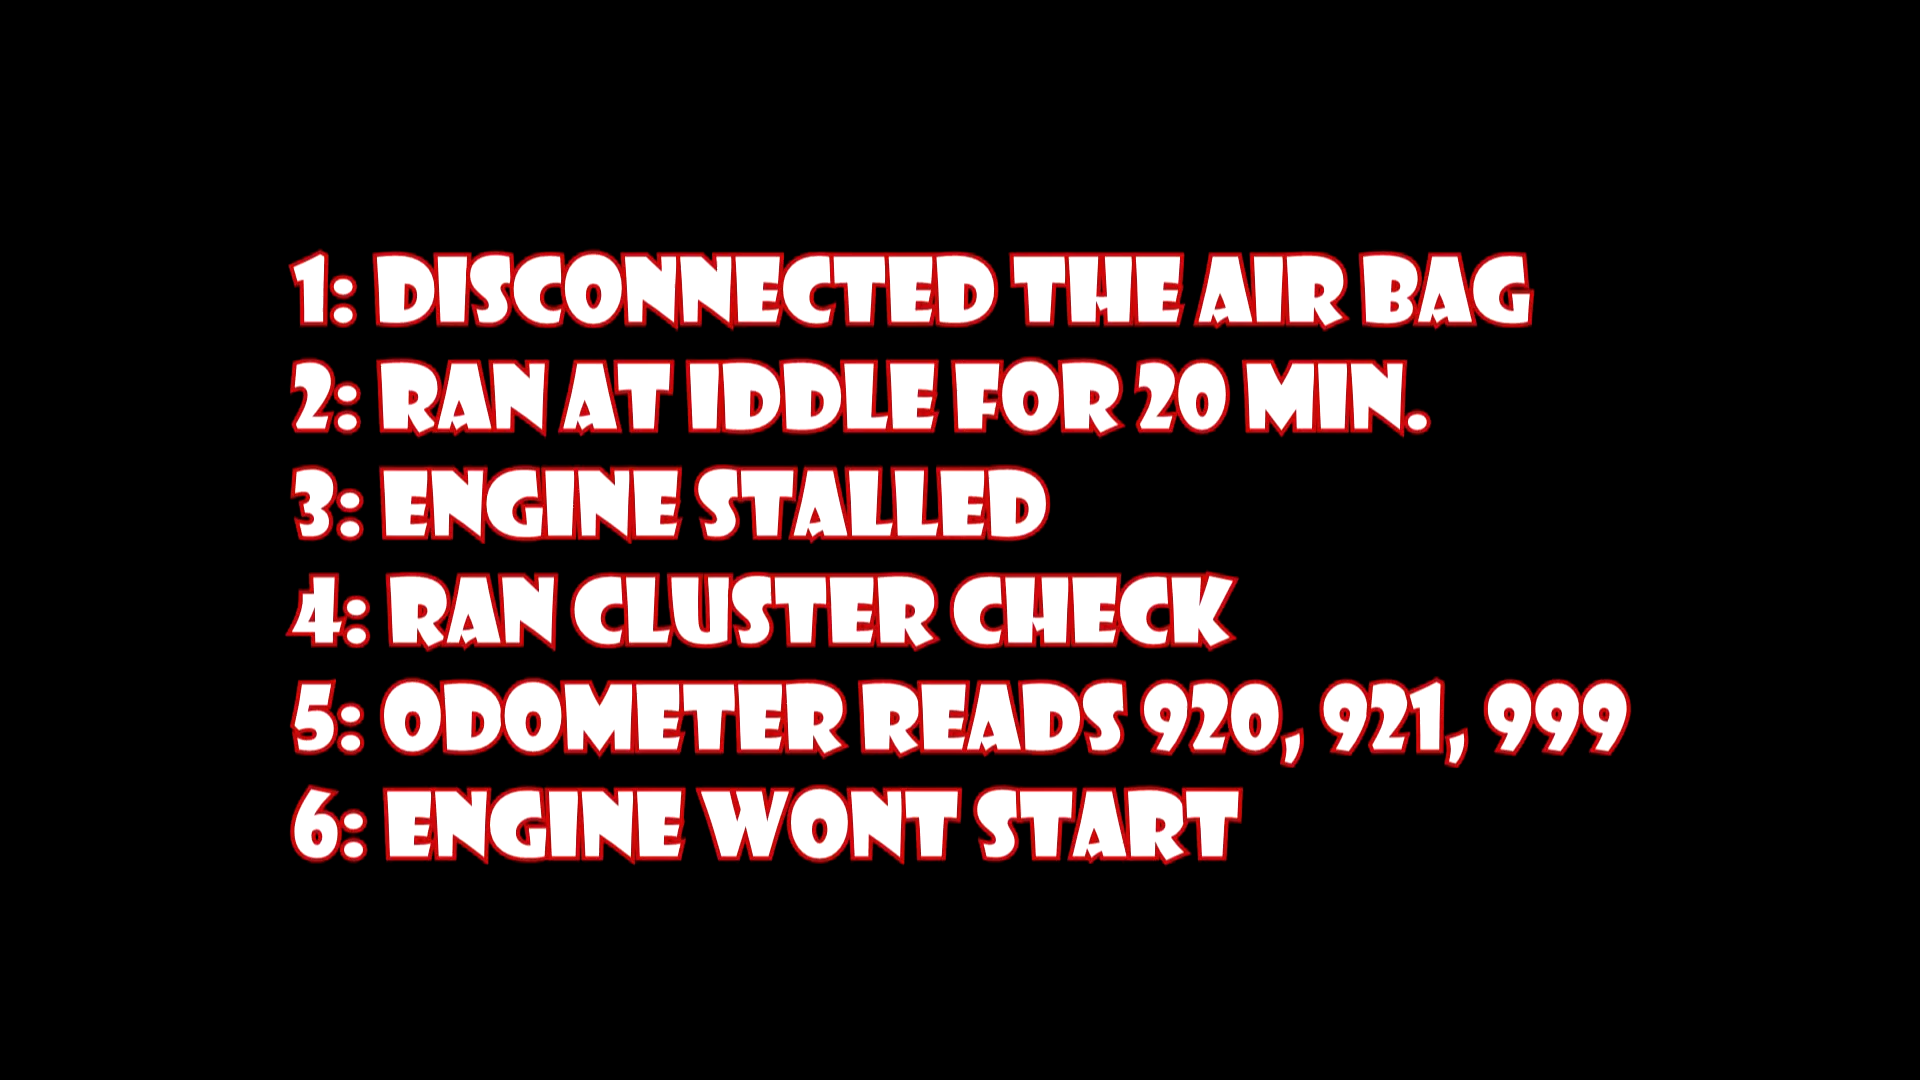 1: DISCONNECTED THE AIR BAG
2: RAN AT IDDLE FOR 20 MIN.
3: ENGINE STALLED
4: RAN CLUSTER CHECK
5: ODOMETER READS 920, 921, 999
6: ENGINE WONT START